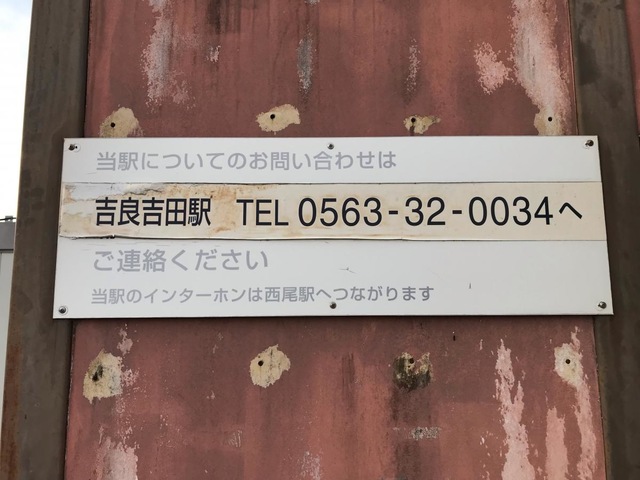 当駅についてのお問い合わせは
吉良吉田駅 TEL 0563-32-0034へ
ご連絡ください
当駅のインターホンは西尾駅へつながります